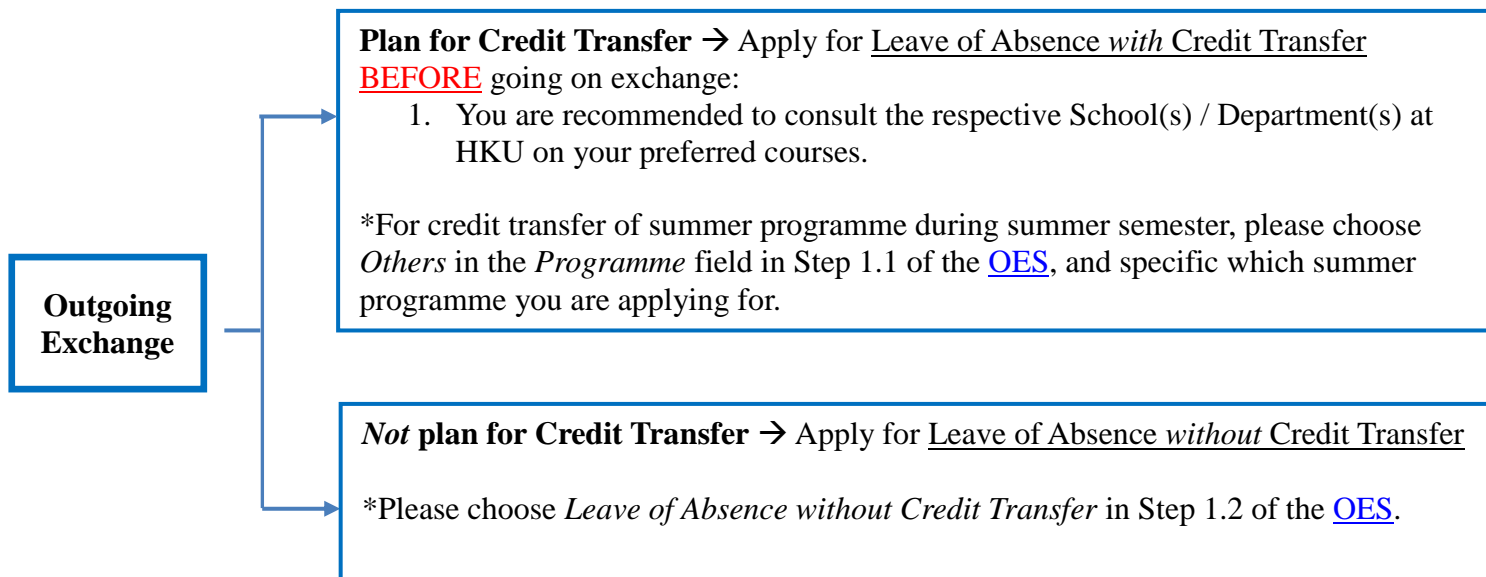 Plan for Credit Transfer → Apply for Leave of Absence with Credit Transfer
BEFORE going on exchange:
1. You are recommended to consult the respective School(s) / Department(s) at
HKU on your preferred courses.
*For credit transfer of summer programme during summer semester, please choose
Others in the Programme field in Step 1.1 of the OES, and specific which summer
programme you are applying for.
Outgoing
Exchange
Not plan for Credit Transfer → Apply for Leave of Absence without Credit Transfer
*Please choose Leave of Absence without Credit Transfer in Step 1.2 of the OES.